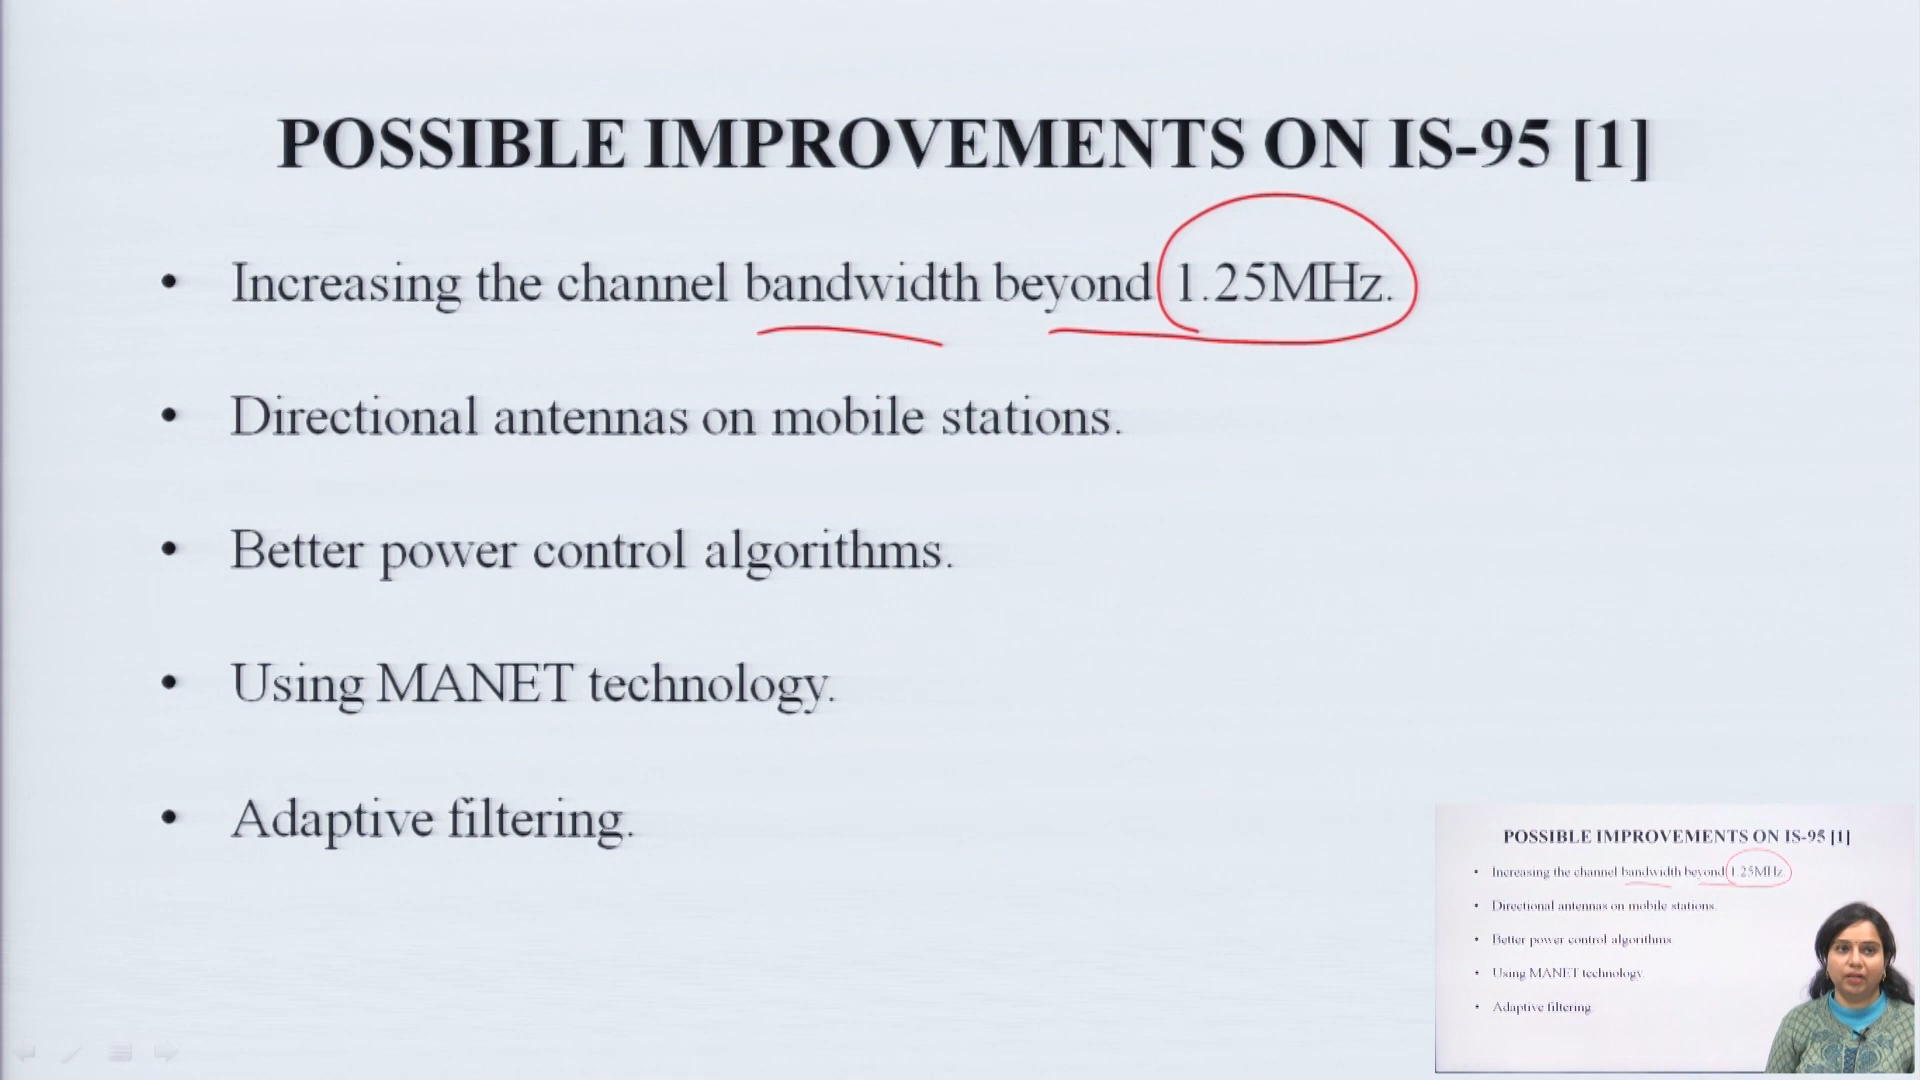 POSSIBLE IMPROVEMENTS ON IS-95 [1]
• Increasing the channel bandwidth beyond 1.25MHz.
• Directional antennas on mobile stations.
• Better power control algorithms.
• Using MANET technology.
• Adaptive filtering.
POSSIBLE IMPROVEMENTS ON IS-95 [1]
• Increasing the channel bandwidth beyond 1.25MHz.
• Directional antennas on mobile stations.
• Better power control algorithms
• Using MANET technology.
• Adaptive filtering.